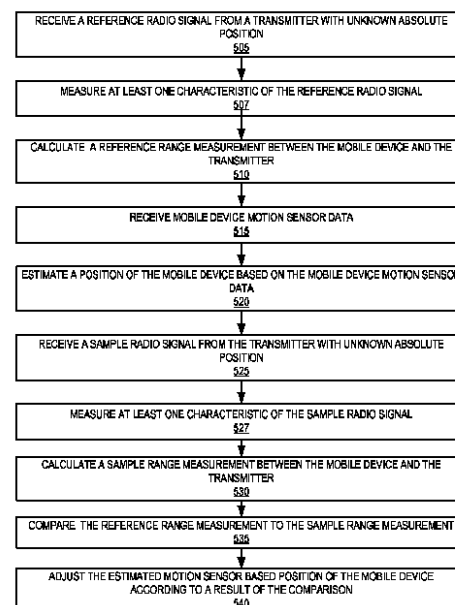 RECEIVE A REFERENCE RADIO SIGNAL FROM A TRANSMITTER WITH UNKNOWN ABSOLUTE
POSITION
505
MEASURE AT LEAST ONE CHARACTERISTIC OF THE REFERENCE RADIO SIGNAL
507
CALCULATE A REFERENCE RANGE MEASUREMENT BETWEEN THE MOBILE DEVICE AND THE
TRANSMITTER
510
RECEIVE MOBILE DEVICE MOTION SENSOR DATA
515
ESTIMATE A POSITION OF THE MOBILE DEVICE BASED ON THE MOBILE DEVICE MOTION SENSOR
DATA
520
RECEIVE A SAMPLE RADIO SIGNAL FROM THE TRANSMITTER WITH UNKNOWN ABSOLUTE
POSITION
525
MEASURE AT LEAST ONE CHARACTERISTIC OF THE SAMPLE RADIO SIGNAL
527
CALCULATE A SAMPLE RANGE MEASUREMENT BETWEEN THE MOBILE DEVICE AND THE
TRANSMITTER
530
COMPARE THE REFERENCE RANGE MEASUREMENT TO THE SAMPLE RANGE MEASUREMENT
535
ADJUST THE ESTIMATED MOTION SENSOR BASED POSITION OF THE MOBILE DEVICE
ACCORDING TO A RESULT OF THE COMPARISON
540